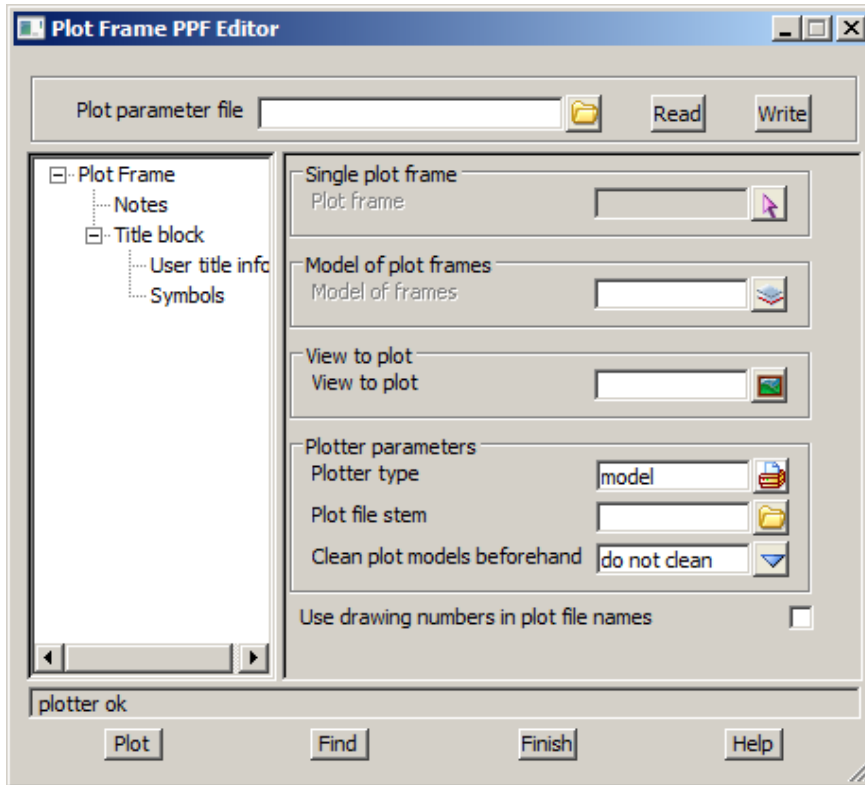 Plot Frame PPF Editor
Plot parameter file Read Write
Plot Frame
Notes
Title block
User title info
Symbols
Single plot frame
Plot frame
Model of plot frames
Model of frames
View to plot
View to plot
Plotter parameters
Plotter type model
Plot file stem
Clean plot models beforehand do not clean
Use drawing numbers in plot file names
plotter ok
Plot Find Finish Help